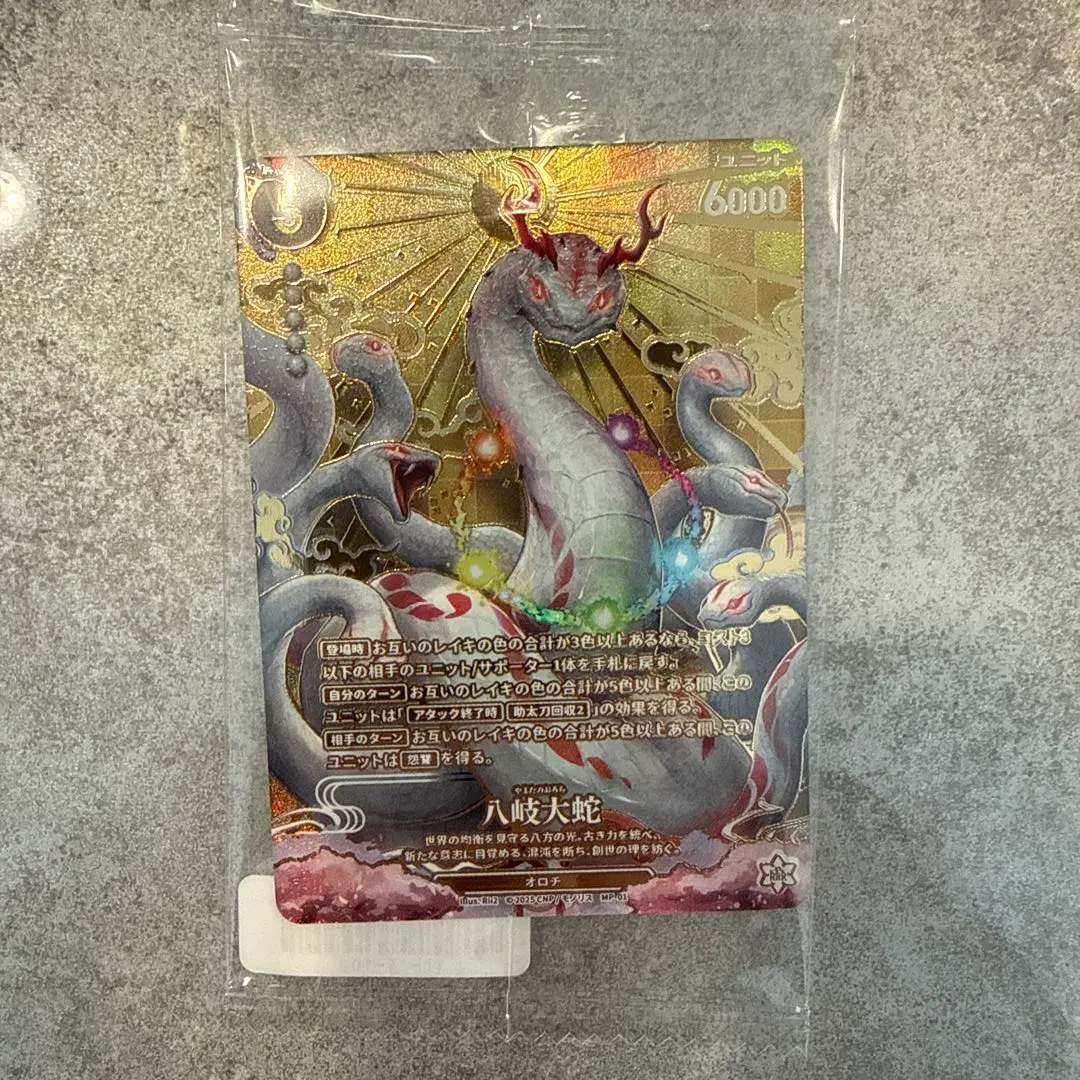 ユニット
6000
登場時 お互いのレイキの色の合計が3色以上あるなら、コスト3
以下の相手のユニット/サポーター1体を手札に戻す。
自分のターン お互いのレイキの色の合計が5色以上ある間、この
ユニットは「アタック終了時 助太刀回収2」の効果を得る。
相手のターン お互いのレイキの色の合計が5色以上ある間、この
ユニットは 怨讐 を得る。
やまたのおろち
八岐大蛇
世界の均衡を見守る八方の光。古き力を統べ、
新たな意志に目覚める。混沌を断ち、創世の理を紡ぐ。
オロチ
Illus. Rii2 ©2025 CNP / モノリス MP-01
RRR